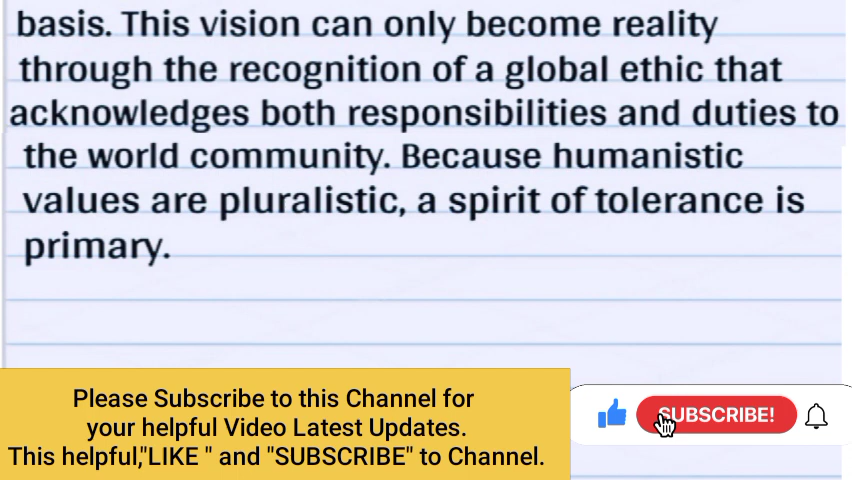 basis. This vision can only become reality
through the recognition of a global ethic that
acknowledges both responsibilities and duties to
the world community. Because humanistic
values are pluralistic, a spirit of tolerance is
primary.
Please Subscribe to this Channel for
your helpful Video Latest Updates.
This helpful,"LIKE " and "SUBSCRIBE" to Channel.
SUBSCRIBE!